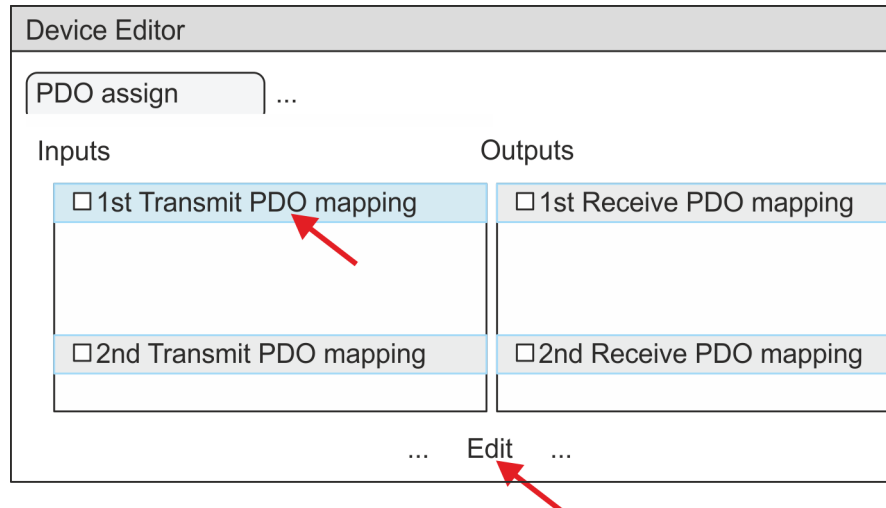 Device Editor
PDO assign ...
Inputs Outputs
1st Transmit PDO mapping 1st Receive PDO mapping
2nd Transmit PDO mapping 2nd Receive PDO mapping
... Edit ...